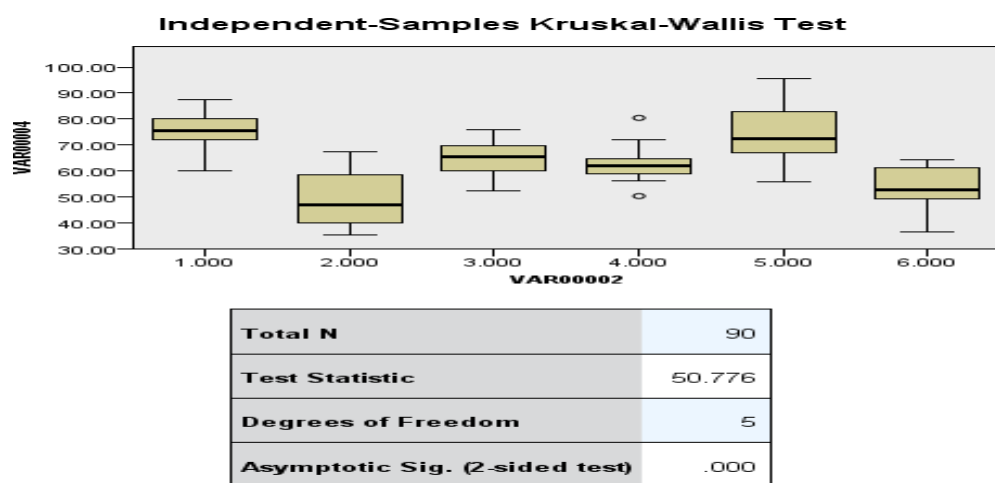 Independent-Samples Kruskal-Wallis Test
100.00
90.00
80.00
70.00
60.00
50.00
40.00
30.00
VAR00004
1.000 2.000 3.000 4.000 5.000 6.000
VAR00002
Total N 90
Test Statistic 50.776
Degrees of Freedom 5
Asymptotic Sig. (2-sided test) .000